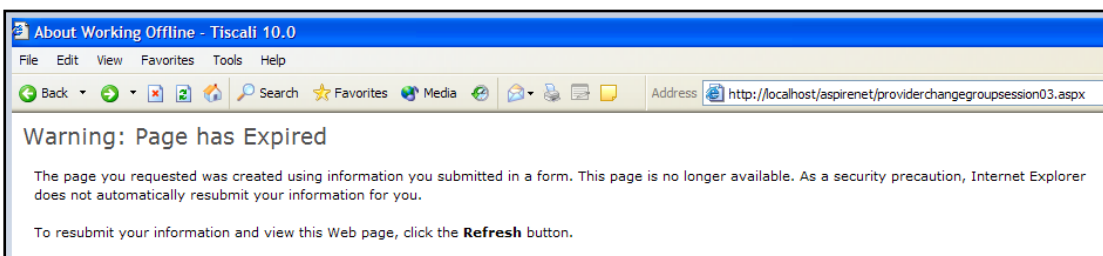 About Working Offline - Tiscali 10.0
File Edit View Favorites Tools Help
Back Search Favorites Media Address http://localhost/aspirenet/providerchangegroupsession03.aspx
Warning: Page has Expired
The page you requested was created using information you submitted in a form. This page is no longer available. As a security precaution, Internet Explorer
does not automatically resubmit your information for you.
To resubmit your information and view this Web page, click the Refresh button.